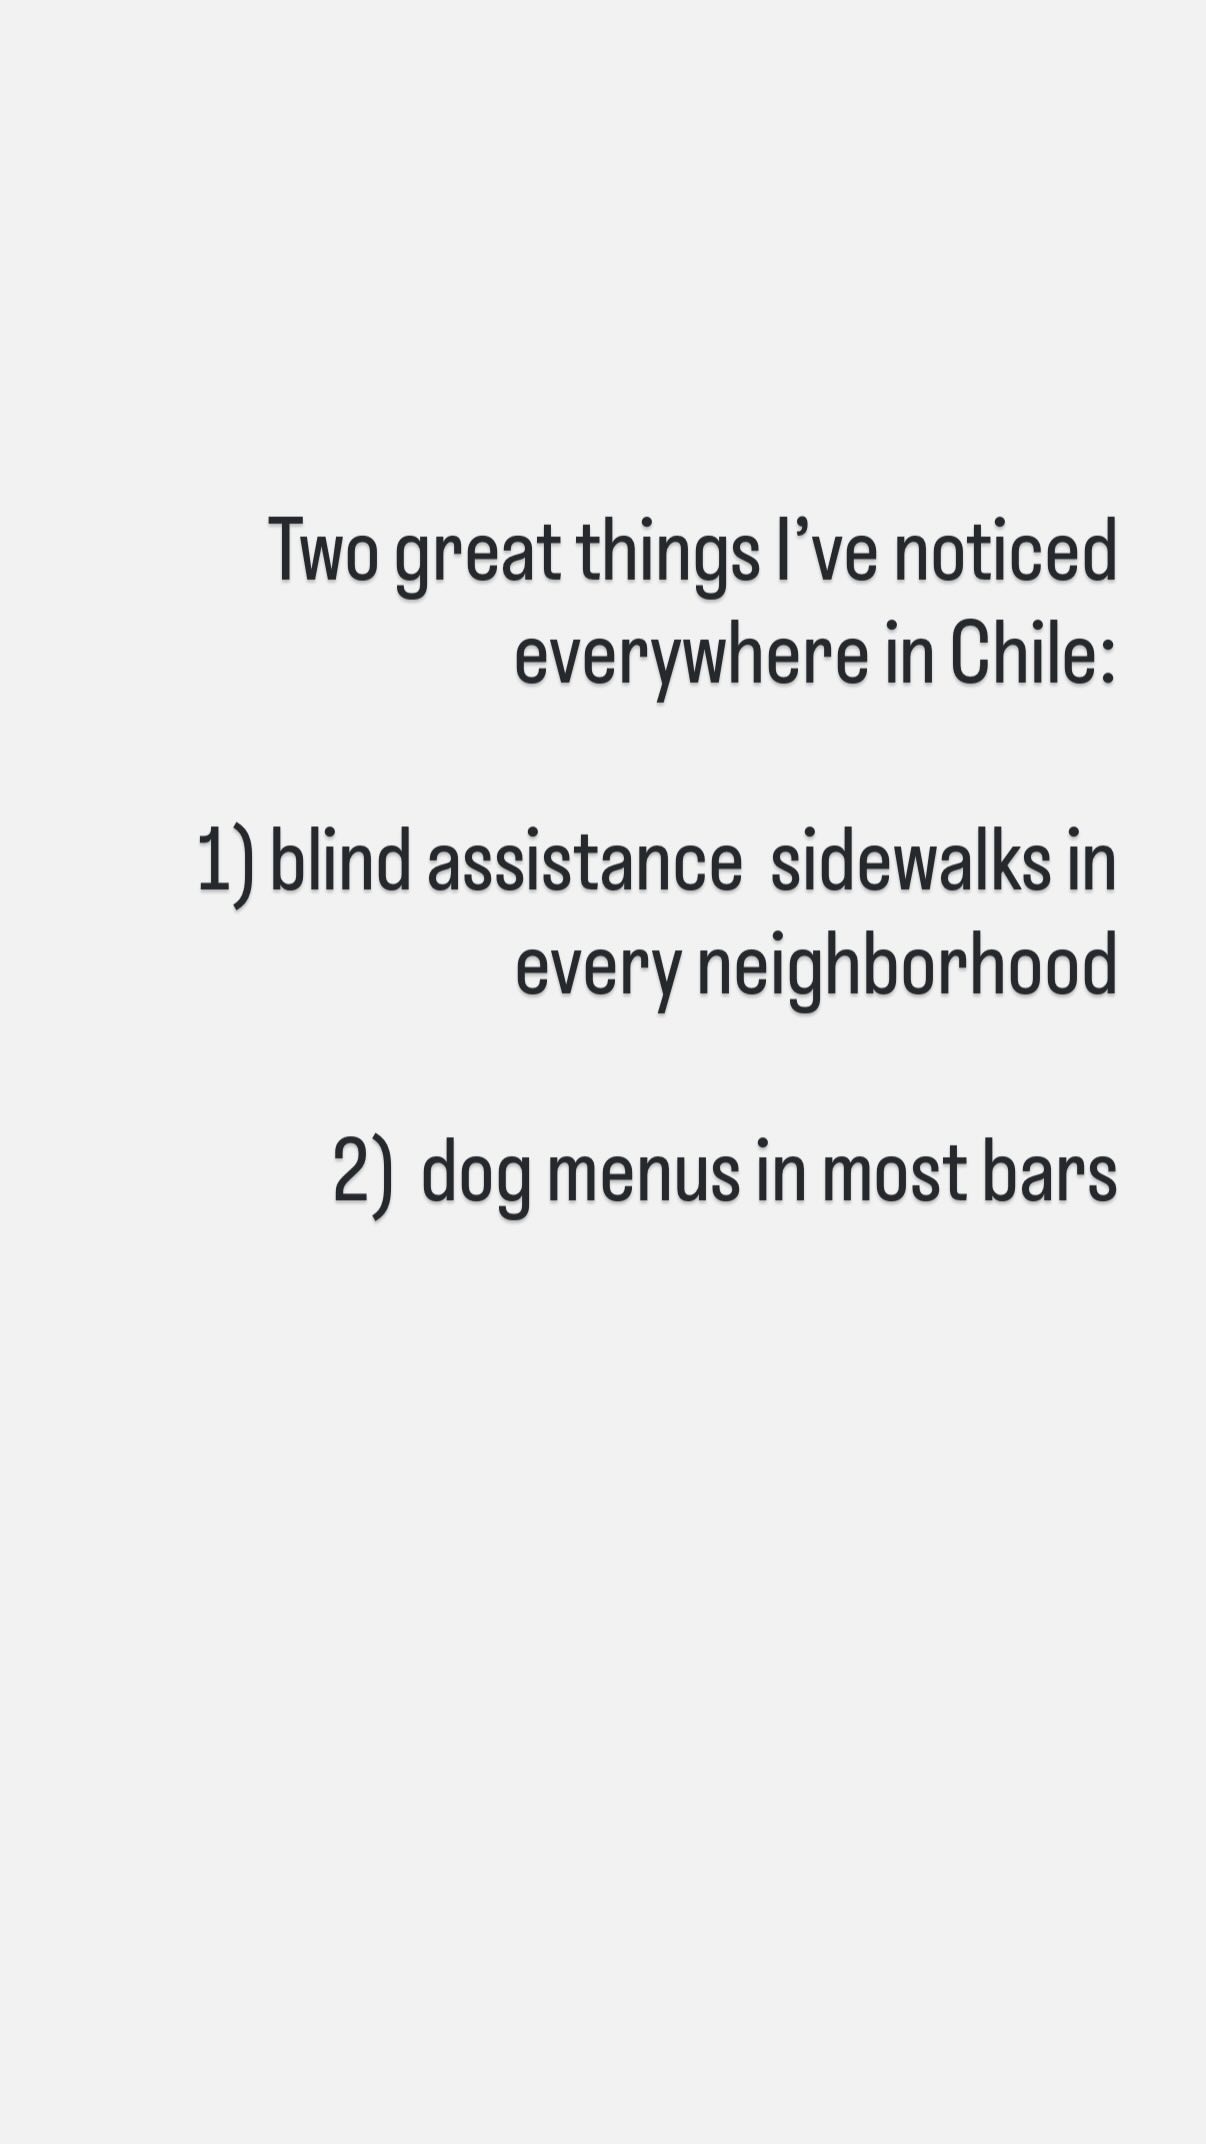 Two great things I’ve noticed
everywhere in Chile:
1) blind assistance  sidewalks in
every neighborhood
2)  dog menus in most bars